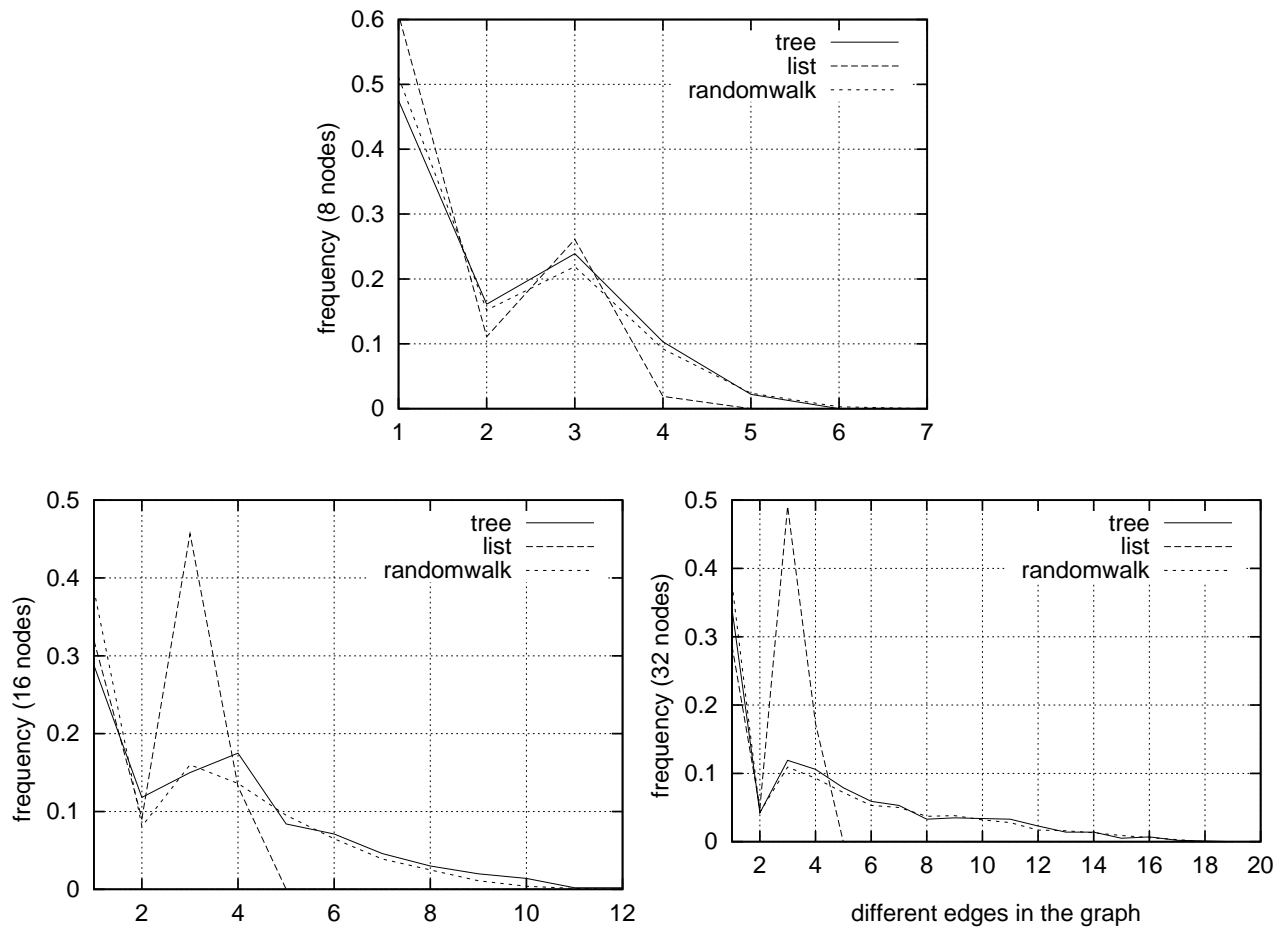 0.6
0.5
0.4
0.3
0.2
0.1
0
frequency (8 nodes)
tree
list
randomwalk
1 2 3 4 5 6 7
0.5
0.4
0.3
0.2
0.1
0
frequency (16 nodes)
tree
list
randomwalk
2 4 6 8 10 12
0.5
0.4
0.3
0.2
0.1
0
frequency (32 nodes)
tree
list
randomwalk
2 4 6 8 10 12 14 16 18 20
different edges in the graph